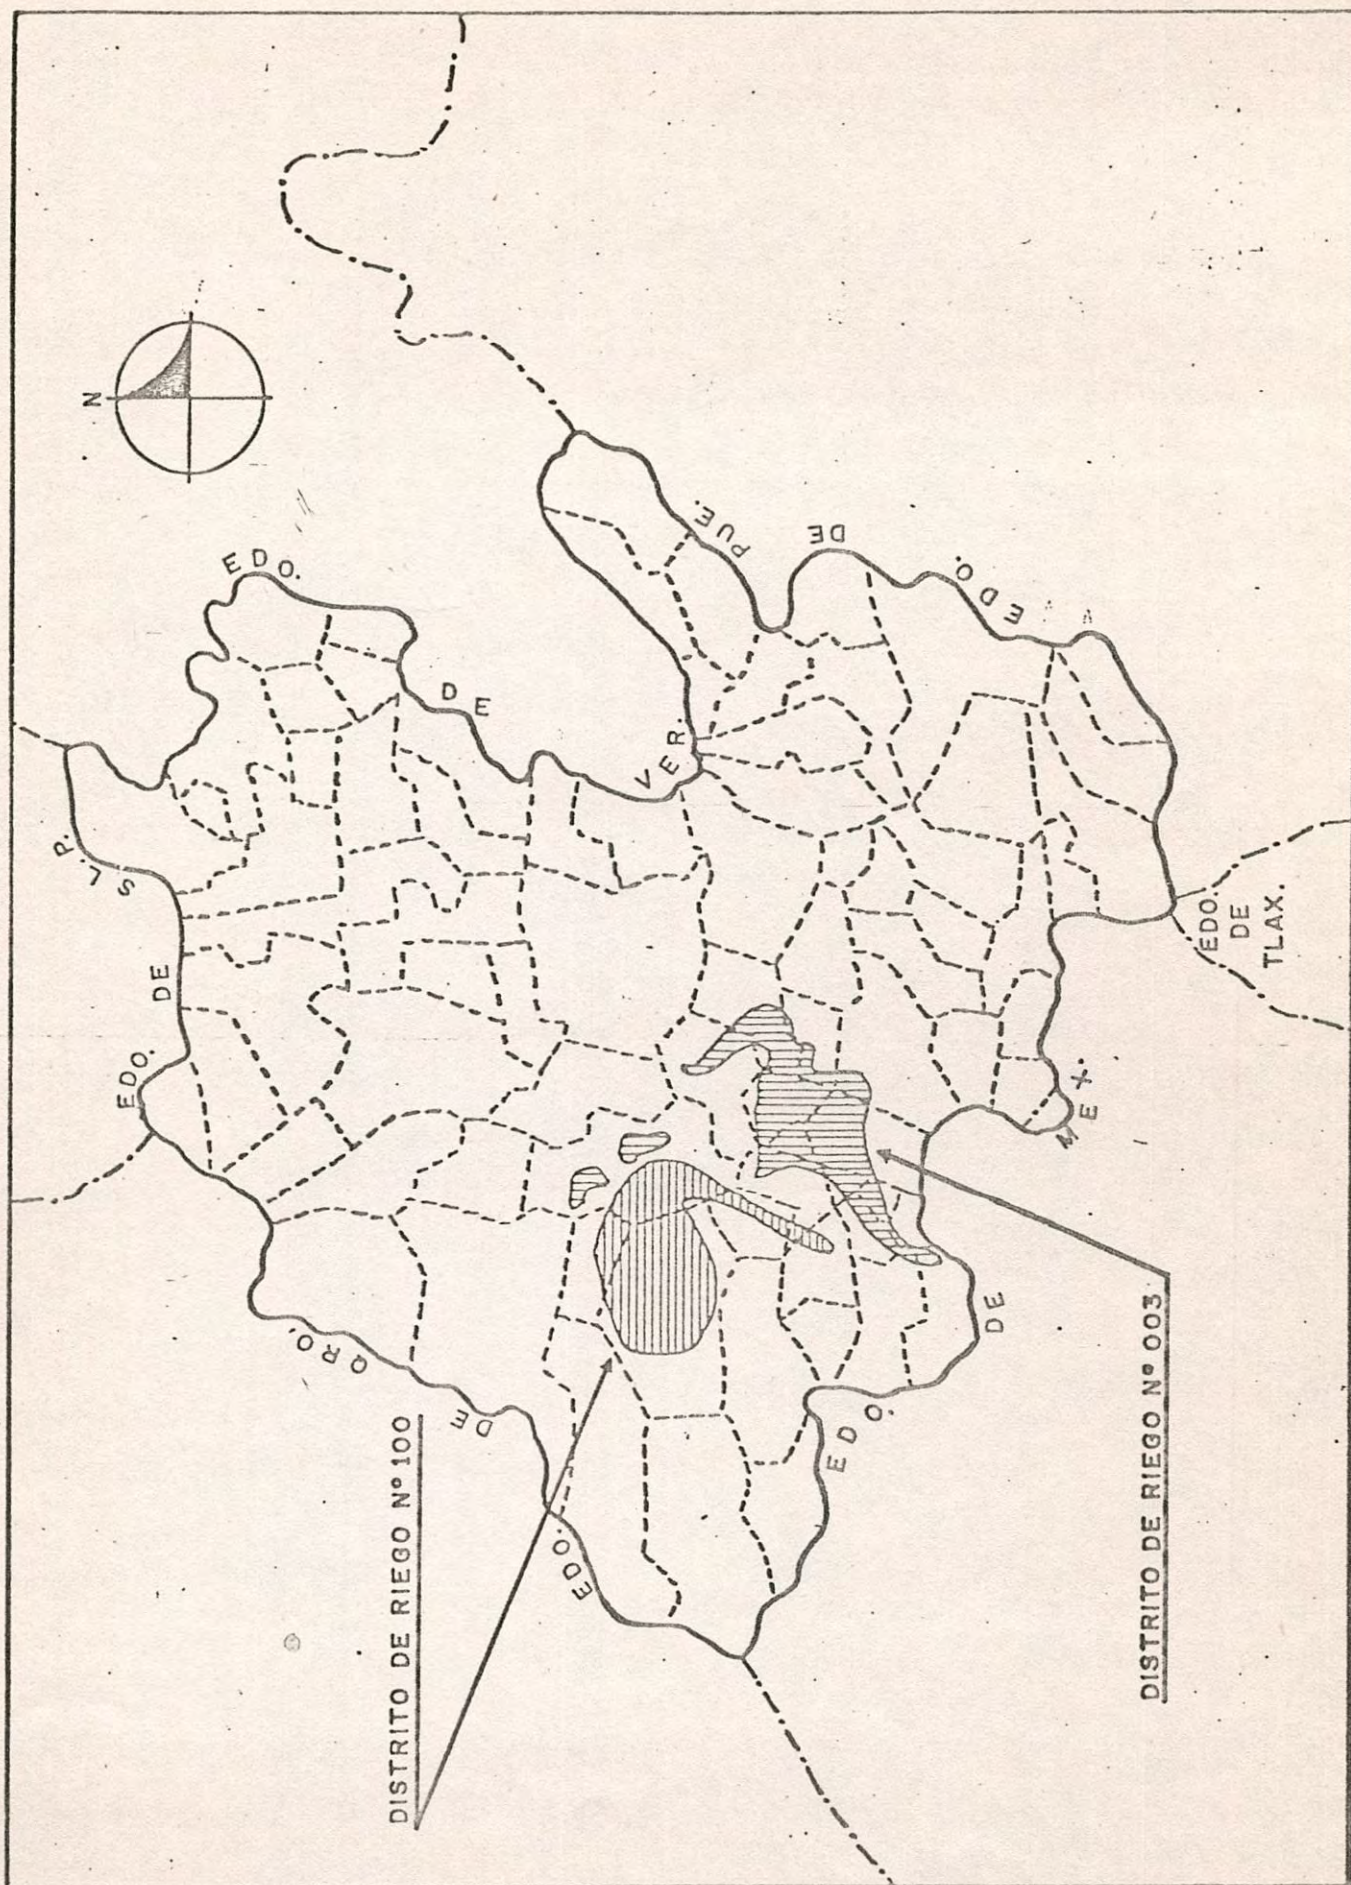 N
EDO. DE S.L.P.
EDO. DE VER.
EDO. DE PUE.
EDO. DE QRO.
EDO. DE MEX.
EDO.
DE
TLAX.
DISTRITO DE RIEGO Nº 100
DISTRITO DE RIEGO Nº 003